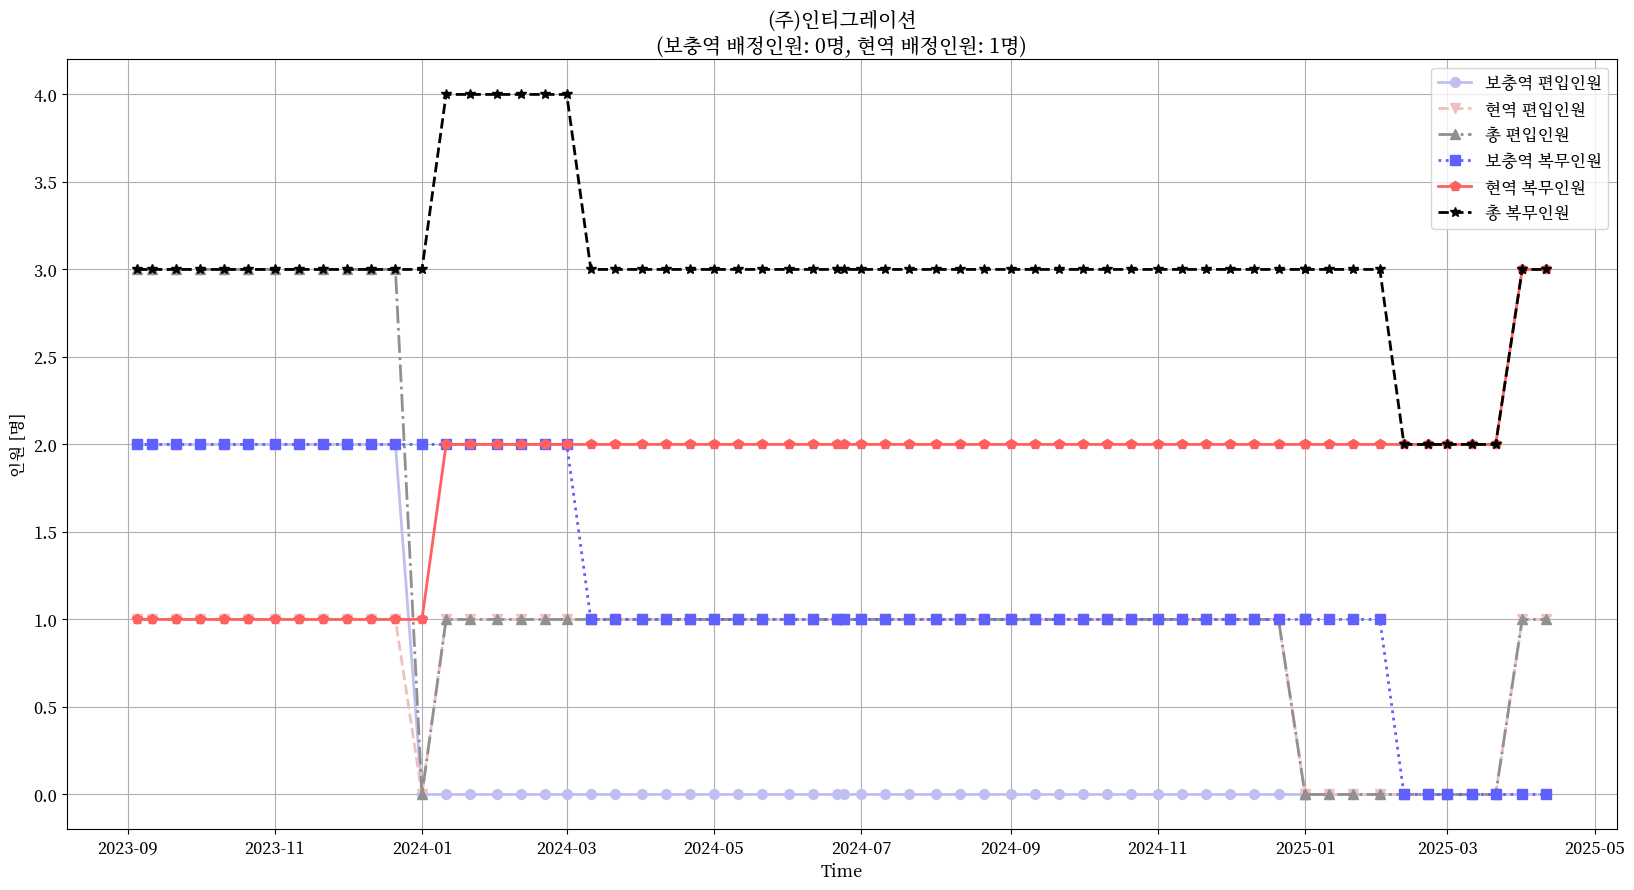 (주)인티그레이션
(보충역 배정인원: 0명, 현역 배정인원: 1명)
보충역 편입인원
현역 편입인원
총 편입인원
보충역 복무인원
현역 복무인원
총 복무인원
인원 [명]
4.0
3.5
3.0
2.5
2.0
1.5
1.0
0.5
0.0
2023-09 2023-11 2024-01 2024-03 2024-05 2024-07 2024-09 2024-11 2025-01 2025-03 2025-05
Time